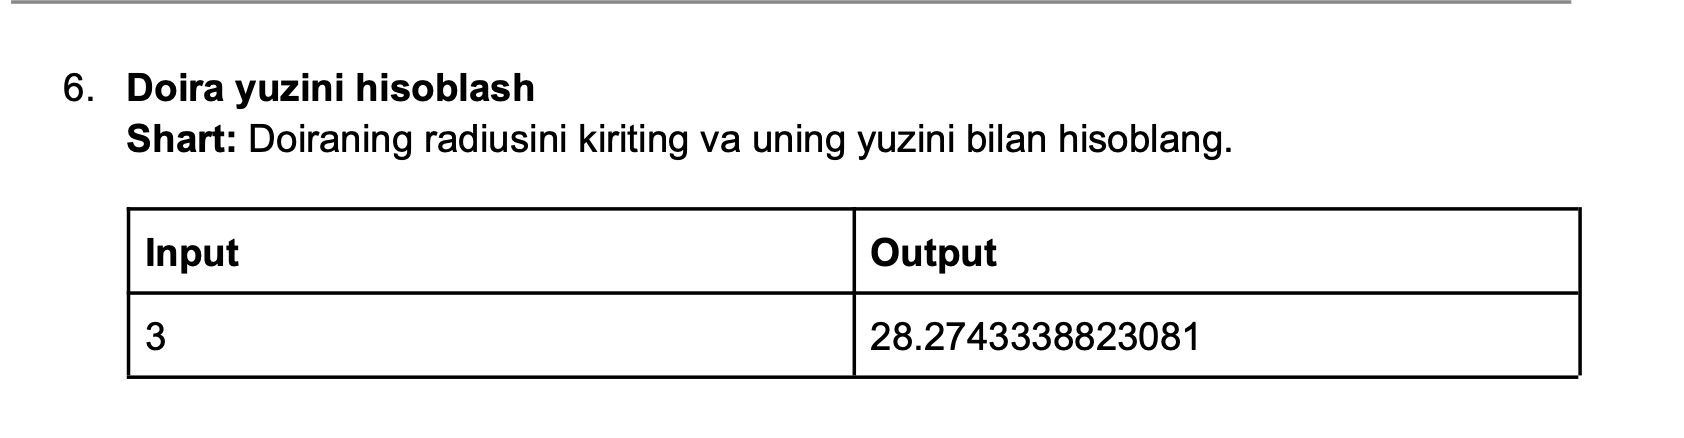 6. Doira yuzini hisoblash
Shart: Doiraning radiusini kiriting va uning yuzini bilan hisoblang.
Input Output
3 28.2743338823081